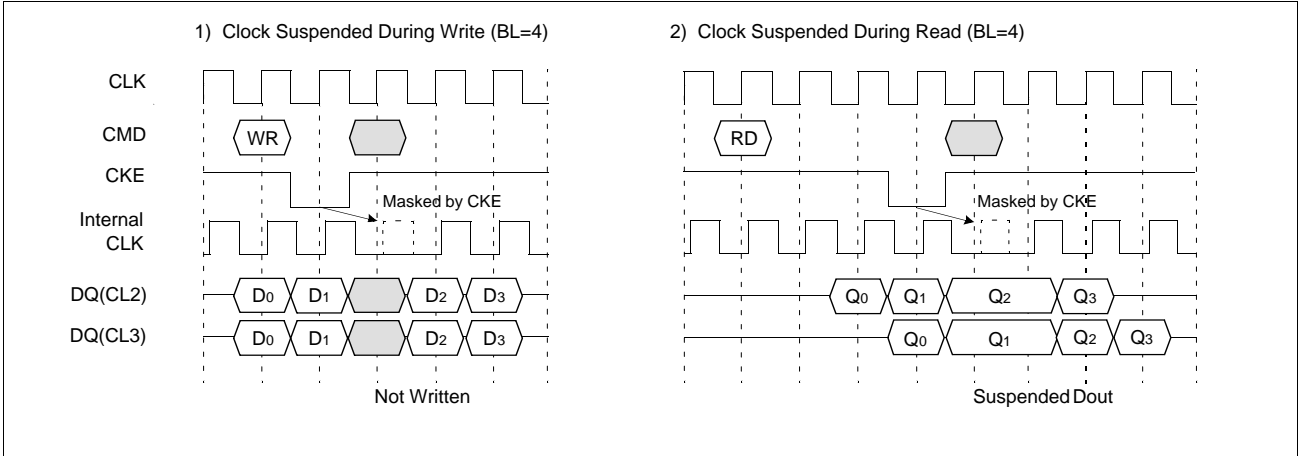 1) Clock Suspended During Write (BL=4)
2) Clock Suspended During Read (BL=4)
CLK
CMD
WR
RD
CKE
Masked by CKE
Masked by CKE
Internal
CLK
DQ(CL2)
D0 D1 D2 D3
Q0 Q1 Q2 Q3
DQ(CL3)
D0 D1 D2 D3
Q0 Q1 Q2 Q3
Not Written
Suspended Dout